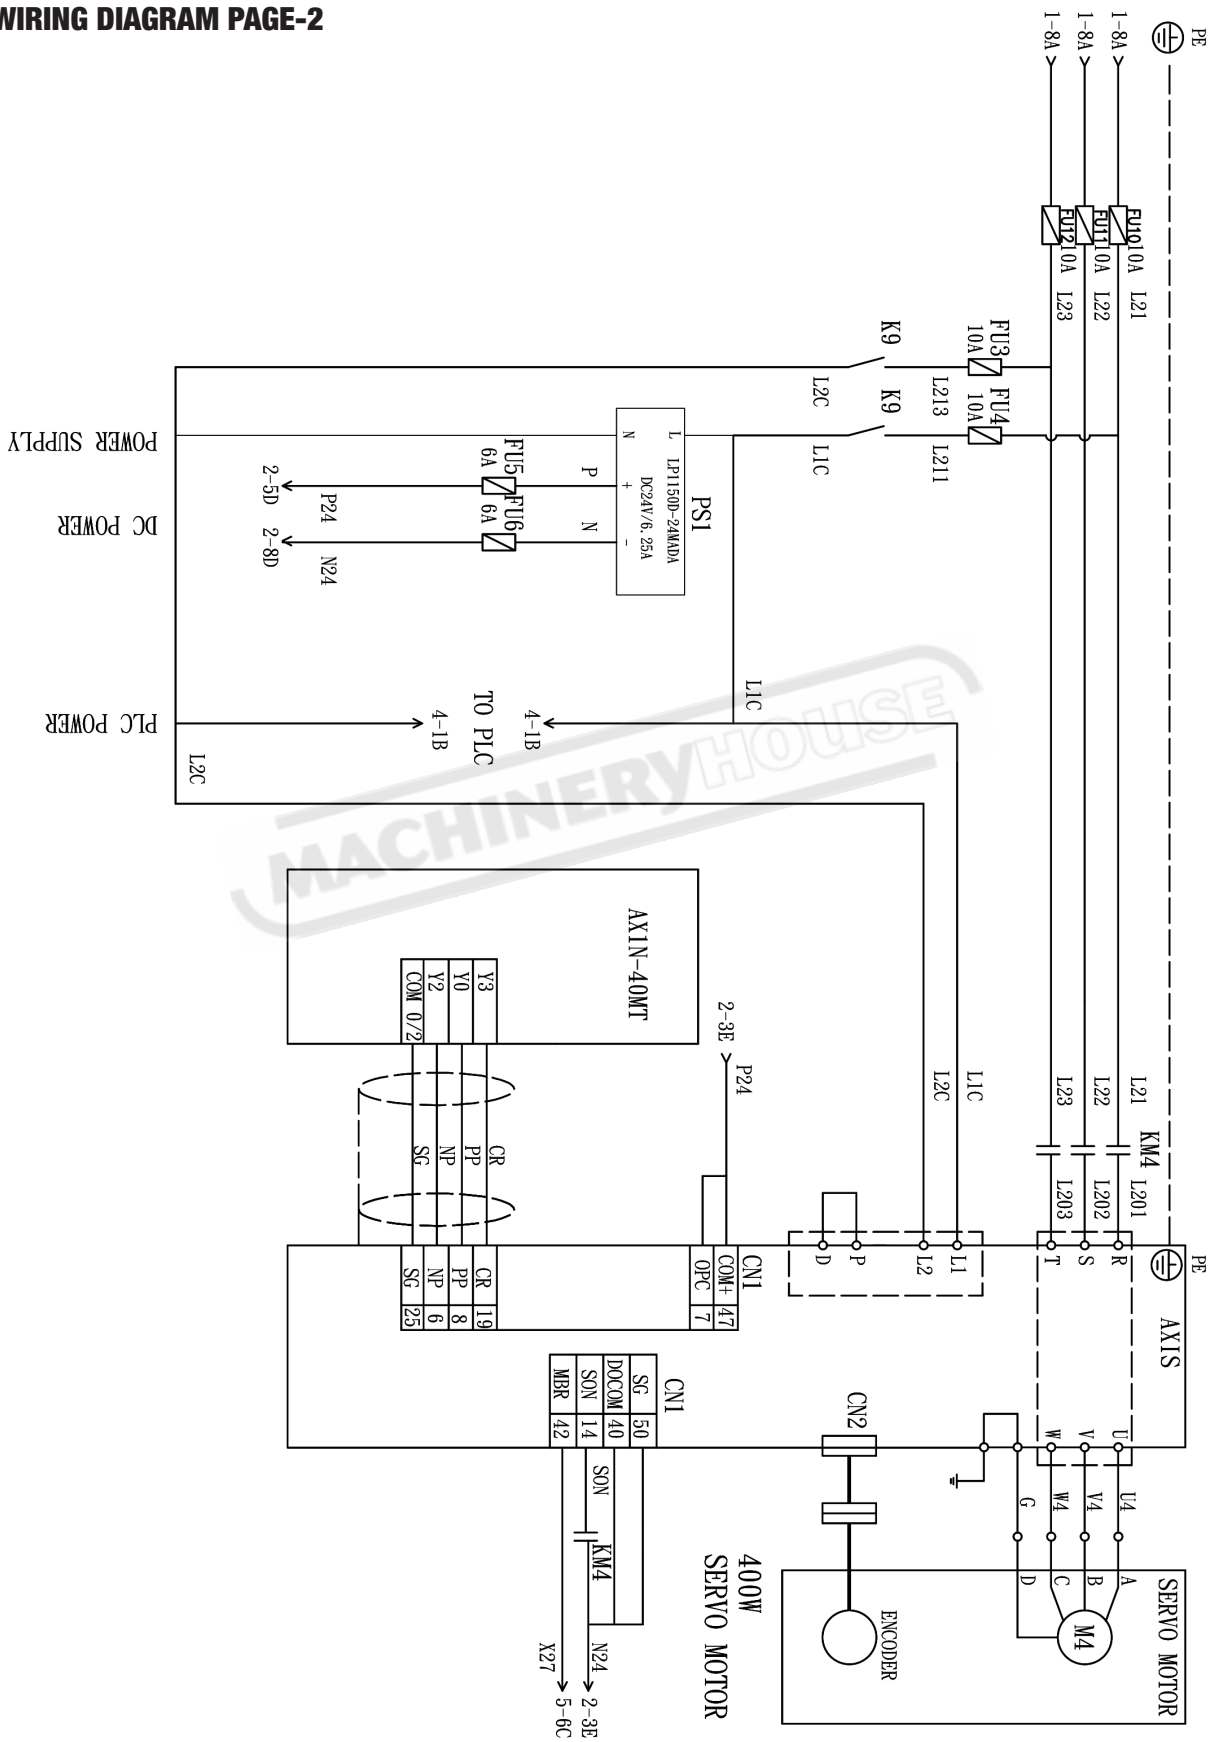 WIRING DIAGRAM PAGE-2
PE
1-8A
1-8A
1-8A
FU10
10A
FU11
10A
FU12
10A
L21
L22
L23
FU3
10A
FU4
10A
K9
K9
L213
L211
L2C
L1C
POWER SUPPLY
DC POWER
PLC POWER
PS1
L
LP1150D-24MADA
N
DC24V/6.25A
+
-
P
N
FU5
6A
FU6
6A
P24
N24
2-5D
2-8D
L1C
TO PLC
4-1B
4-1B
L2C
MACHINERYHOUSE
AX1N-40MT
Y3
Y0
Y2
COM 0/2
2-3E
P24
L1C
L2C
L21
L22
L23
KM4
L201
L202
L203
CR
PP
NP
SG
PE
AXIS
R
S
T
L1
L2
P
D
CN1
COM+ 47
OPC 7
CR 19
PP 8
NP 6
SG 25
CN1
SG 50
DOCOM 40
SON 14
MBR 42
CN2
U
V
W
U4
V4
W4
G
SON
KM4
N24
2-3E
X27
5-6C
400W
SERVO MOTOR
SERVO MOTOR
A
B
C
D
M4
ENCODER